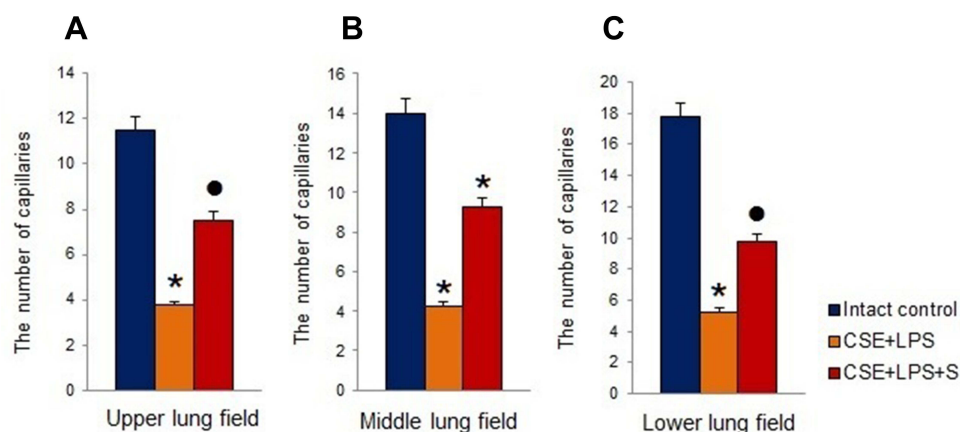 A
The number of capillaries
14
12
10
8
6
4
2
0
*
●
Upper lung field
B
The number of capillaries
16
14
12
10
8
6
4
2
0
*
*
Middle lung field
C
The number of capillaries
20
18
16
14
12
10
8
6
4
2
0
*
●
Lower lung field
Intact control
CSE+LPS
CSE+LPS+S